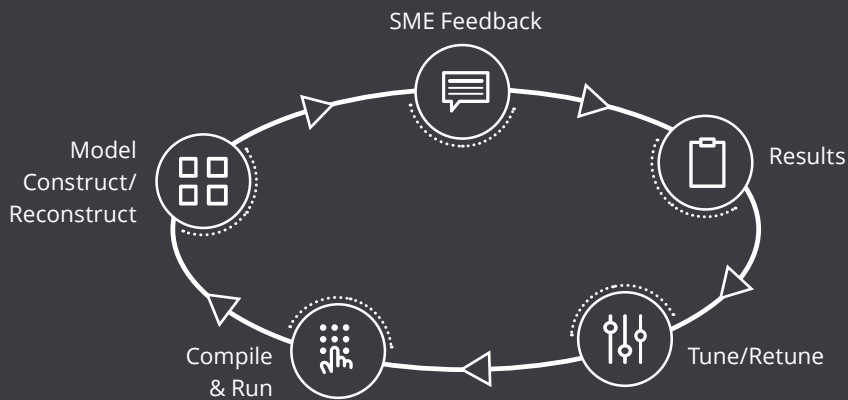 SME Feedback
Model
Construct/
Reconstruct
Results
Compile
& Run
Tune/Retune